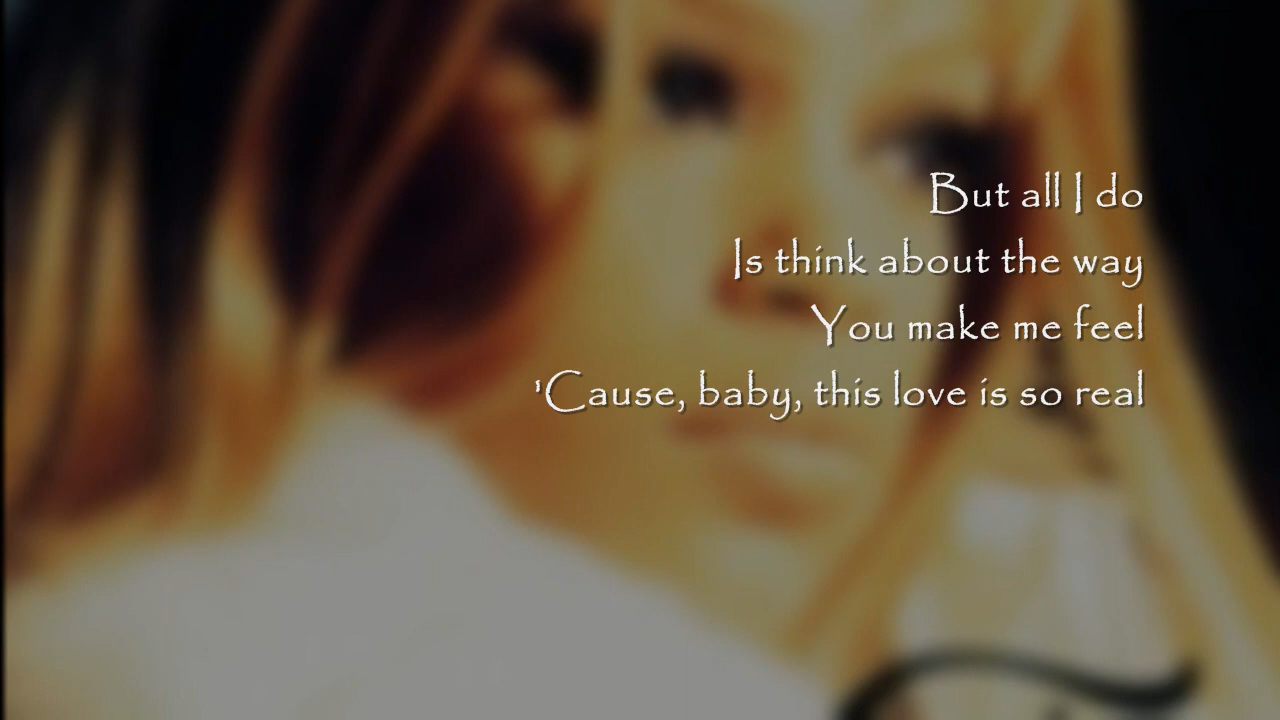 But all I do
Is think about the way
You make me feel
'Cause, baby, this love is so real